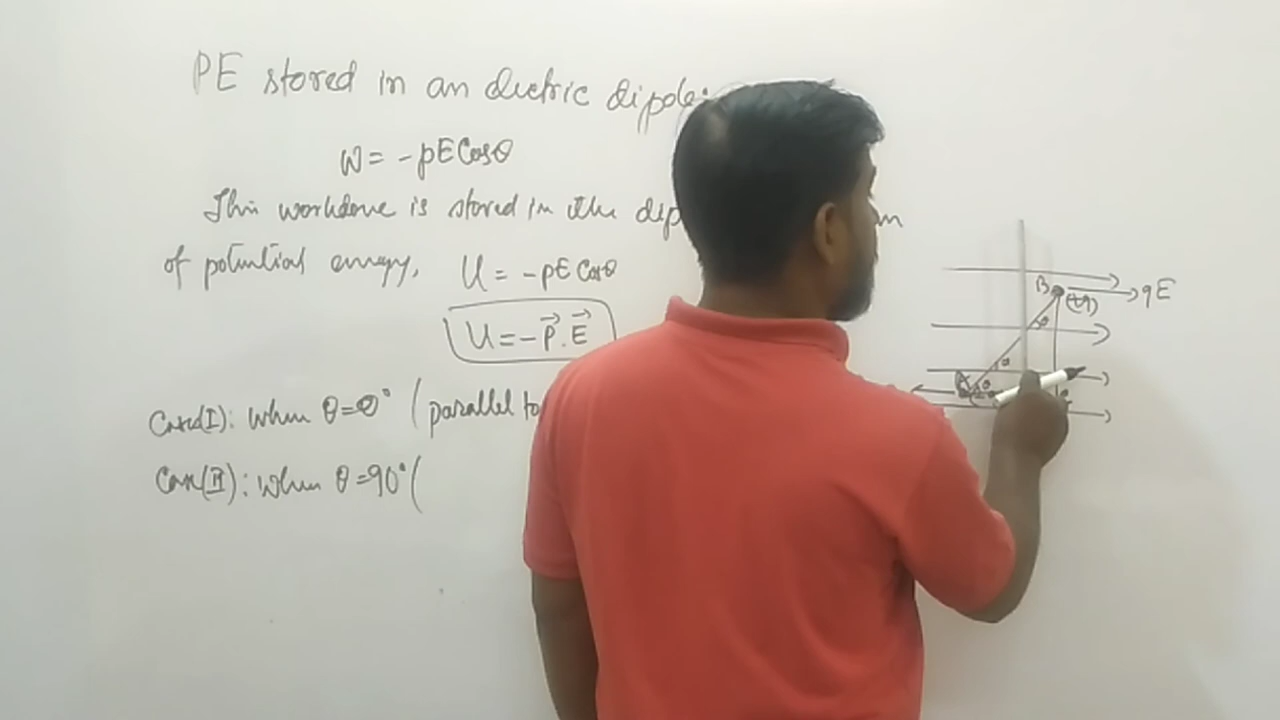 PE stored in an electric dipole:
W = -pE Cosθ
This workdone is stored in the dip m
of potential energy, U = -pE Cosθ
U = -P⃗ . E⃗
Case(I): when θ=0° (parallel to
Case(II): when θ=90° (
B
qE
(+q)
θ
θ
θ